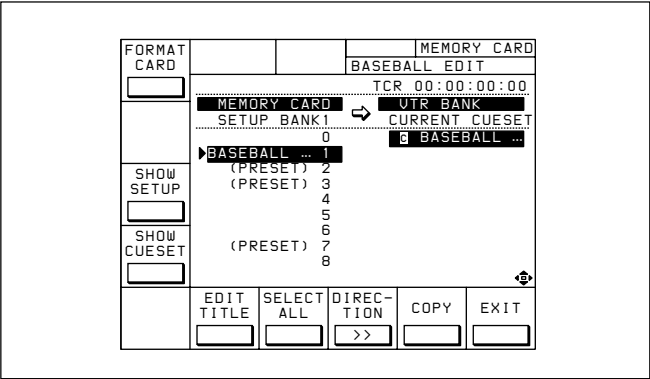 FORMAT
CARD
MEMORY CARD
BASEBALL EDIT
TCR 00:00:00:00
MEMORY CARD
VTR BANK
SETUP BANK1
CURRENT CUESET
0
C BASEBALL …
BASEBALL … 1
(PRESET) 2
(PRESET) 3
4
5
6
(PRESET) 7
8
SHOW
SETUP
SHOW
CUESET
EDIT
TITLE
SELECT
ALL
DIREC-
TION
>>
COPY
EXIT